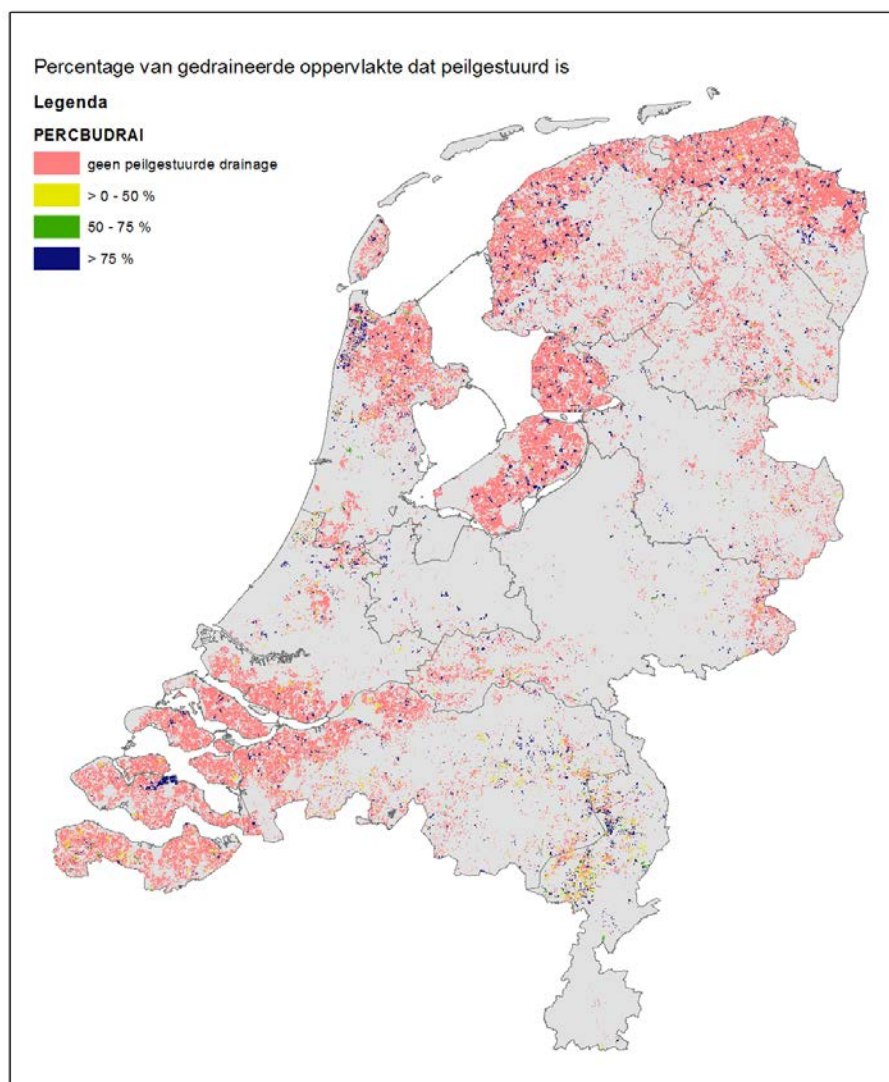 Percentage van gedraineerde oppervlakte dat peilgestuurd is
Legenda
PERCBUDRAI
geen peilgestuurde drainage
> 0 - 50 %
50 - 75 %
> 75 %